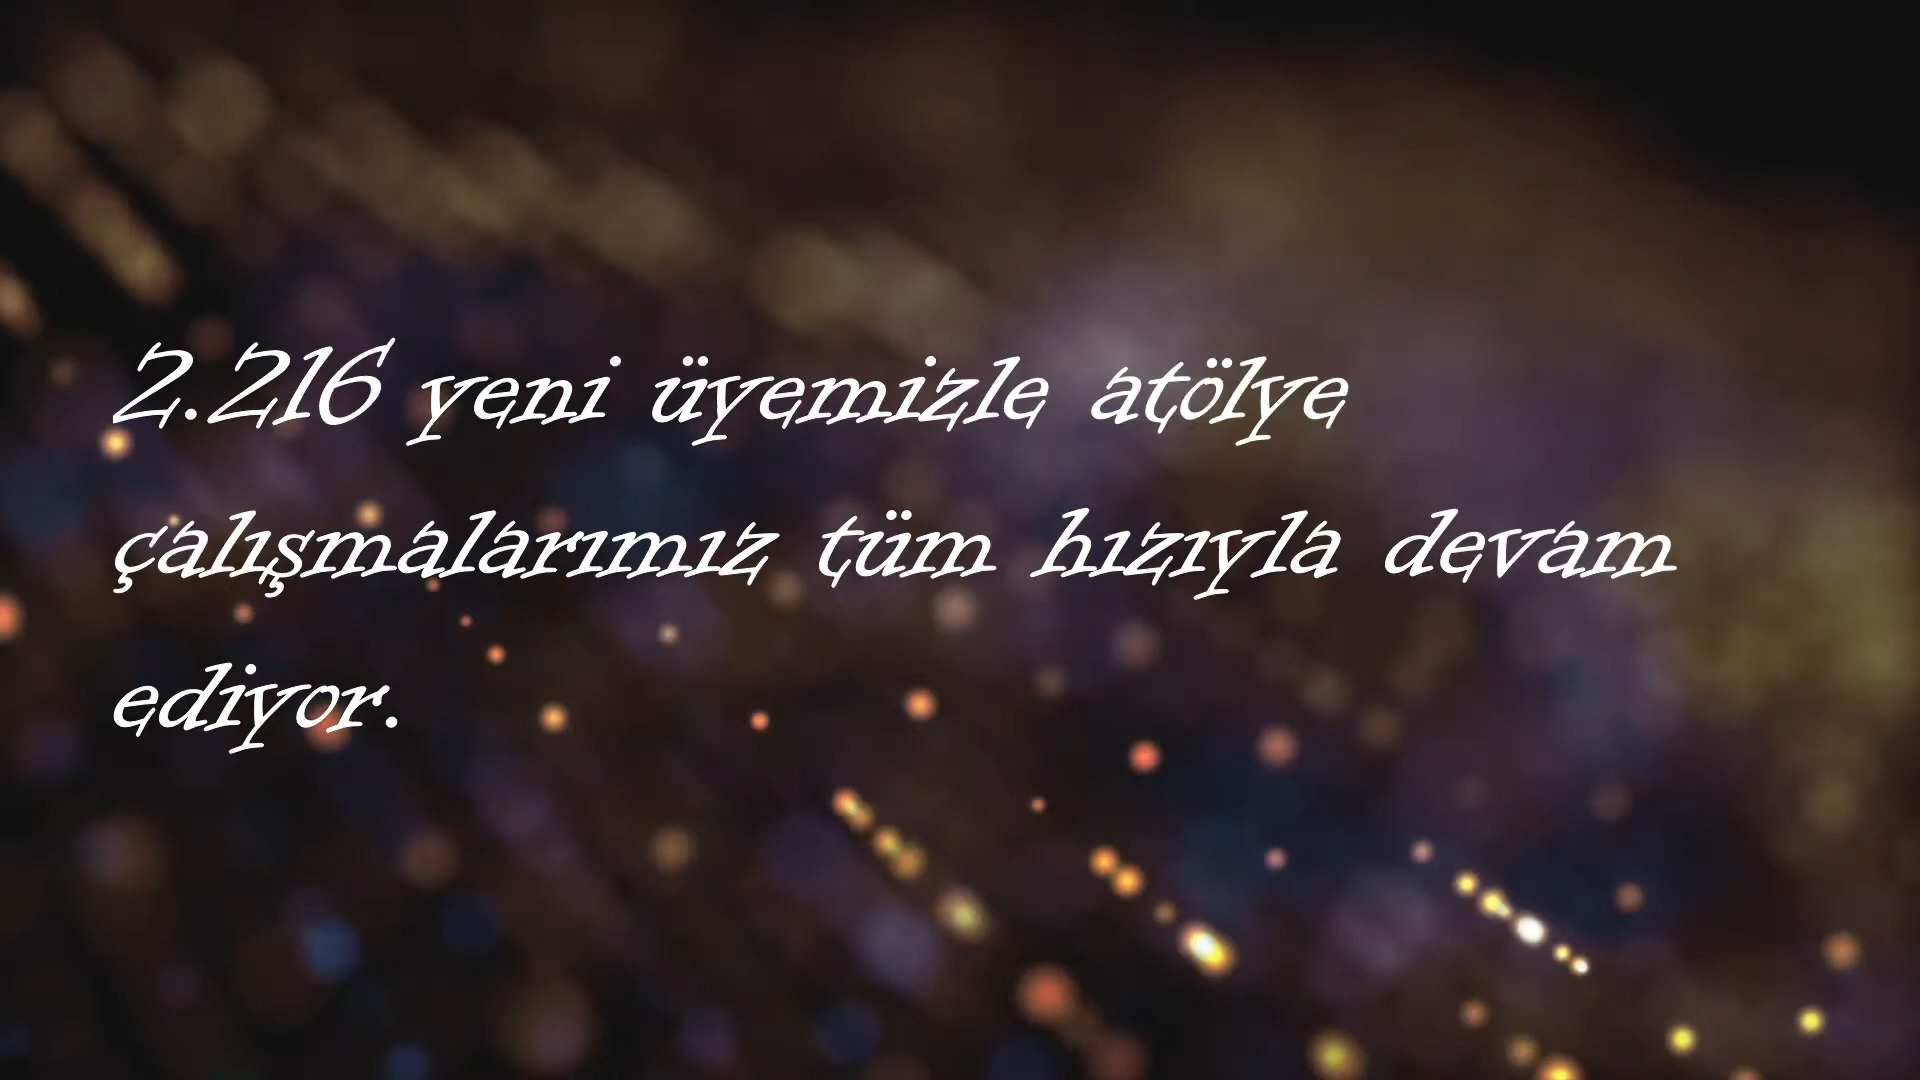 2.216 yeni üyemizle atölye
çalışmalarımız tüm hızıyla devam
ediyor.